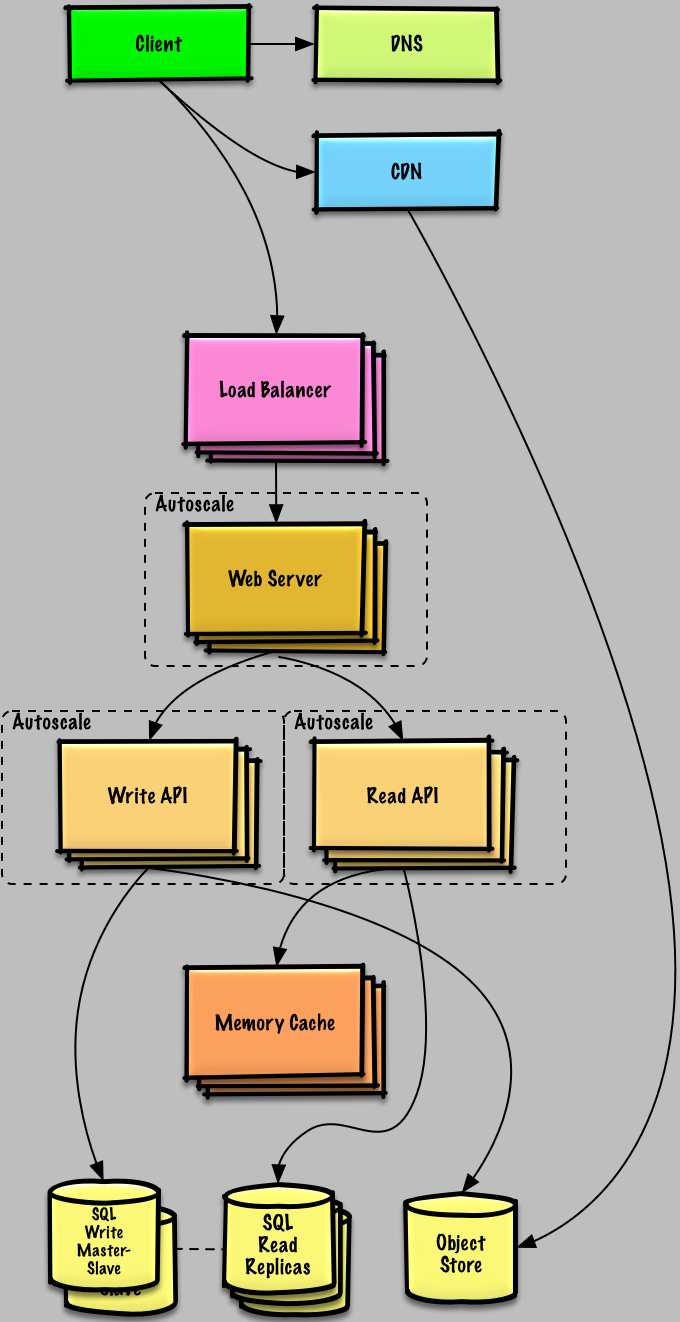 Client
DNS
CDN
Load Balancer
Autoscale
Web Server
Autoscale
Autoscale
Write API
Read API
Memory Cache
SQL
Write
Master-
Slave
Slave
SQL
Read
Replicas
Object
Store